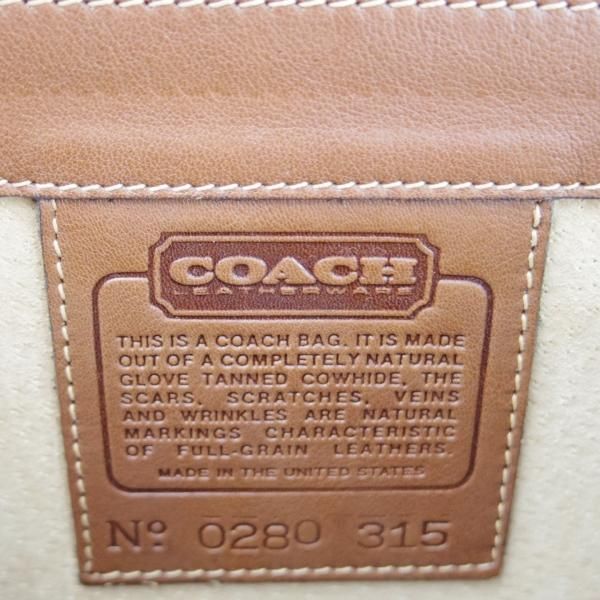 COACH
LEATHERWARE
THIS IS A COACH BAG. IT IS MADE
OUT OF A COMPLETELY NATURAL
GLOVE TANNED COWHIDE, THE
SCARS, SCRATCHES, VEINS
AND WRINKLES ARE NATURAL
MARKINGS CHARACTERISTIC
OF FULL-GRAIN LEATHERS.
MADE IN THE UNITED STATES
Nº 0280 315